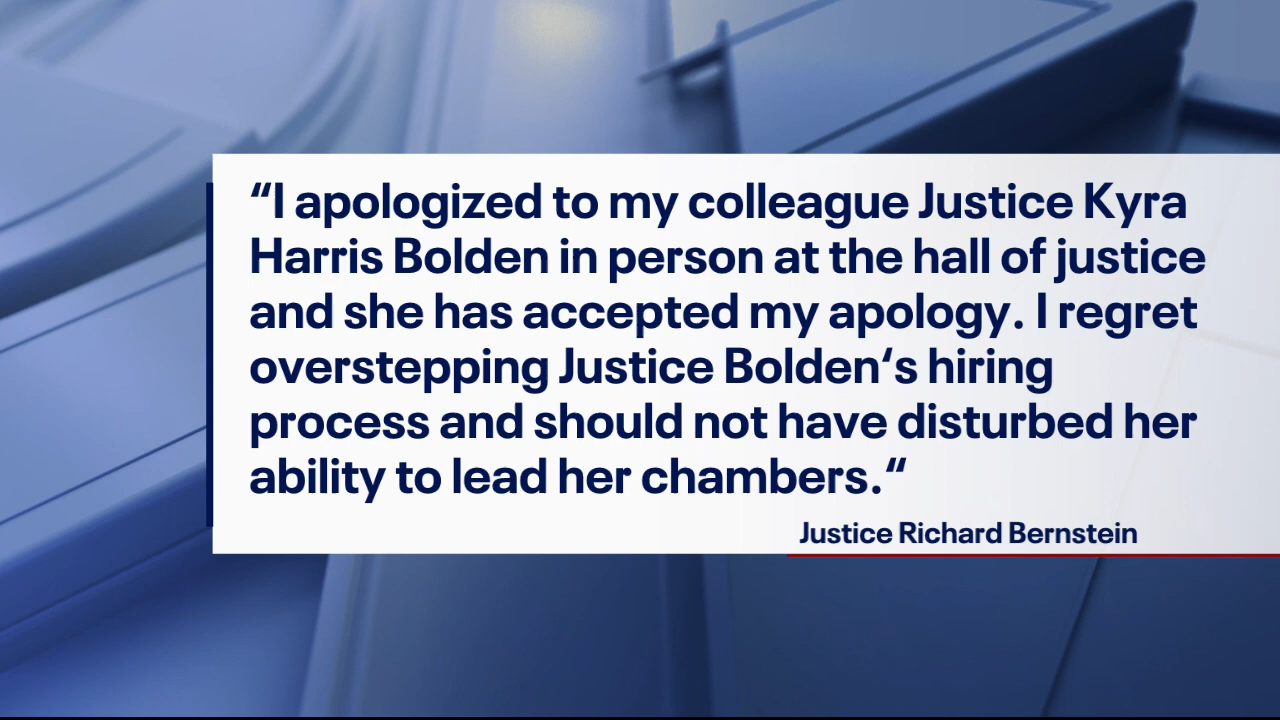 “I apologized to my colleague Justice Kyra
Harris Bolden in person at the hall of justice
and she has accepted my apology. I regret
overstepping Justice Bolden‘s hiring
process and should not have disturbed her
ability to lead her chambers.“
Justice Richard Bernstein